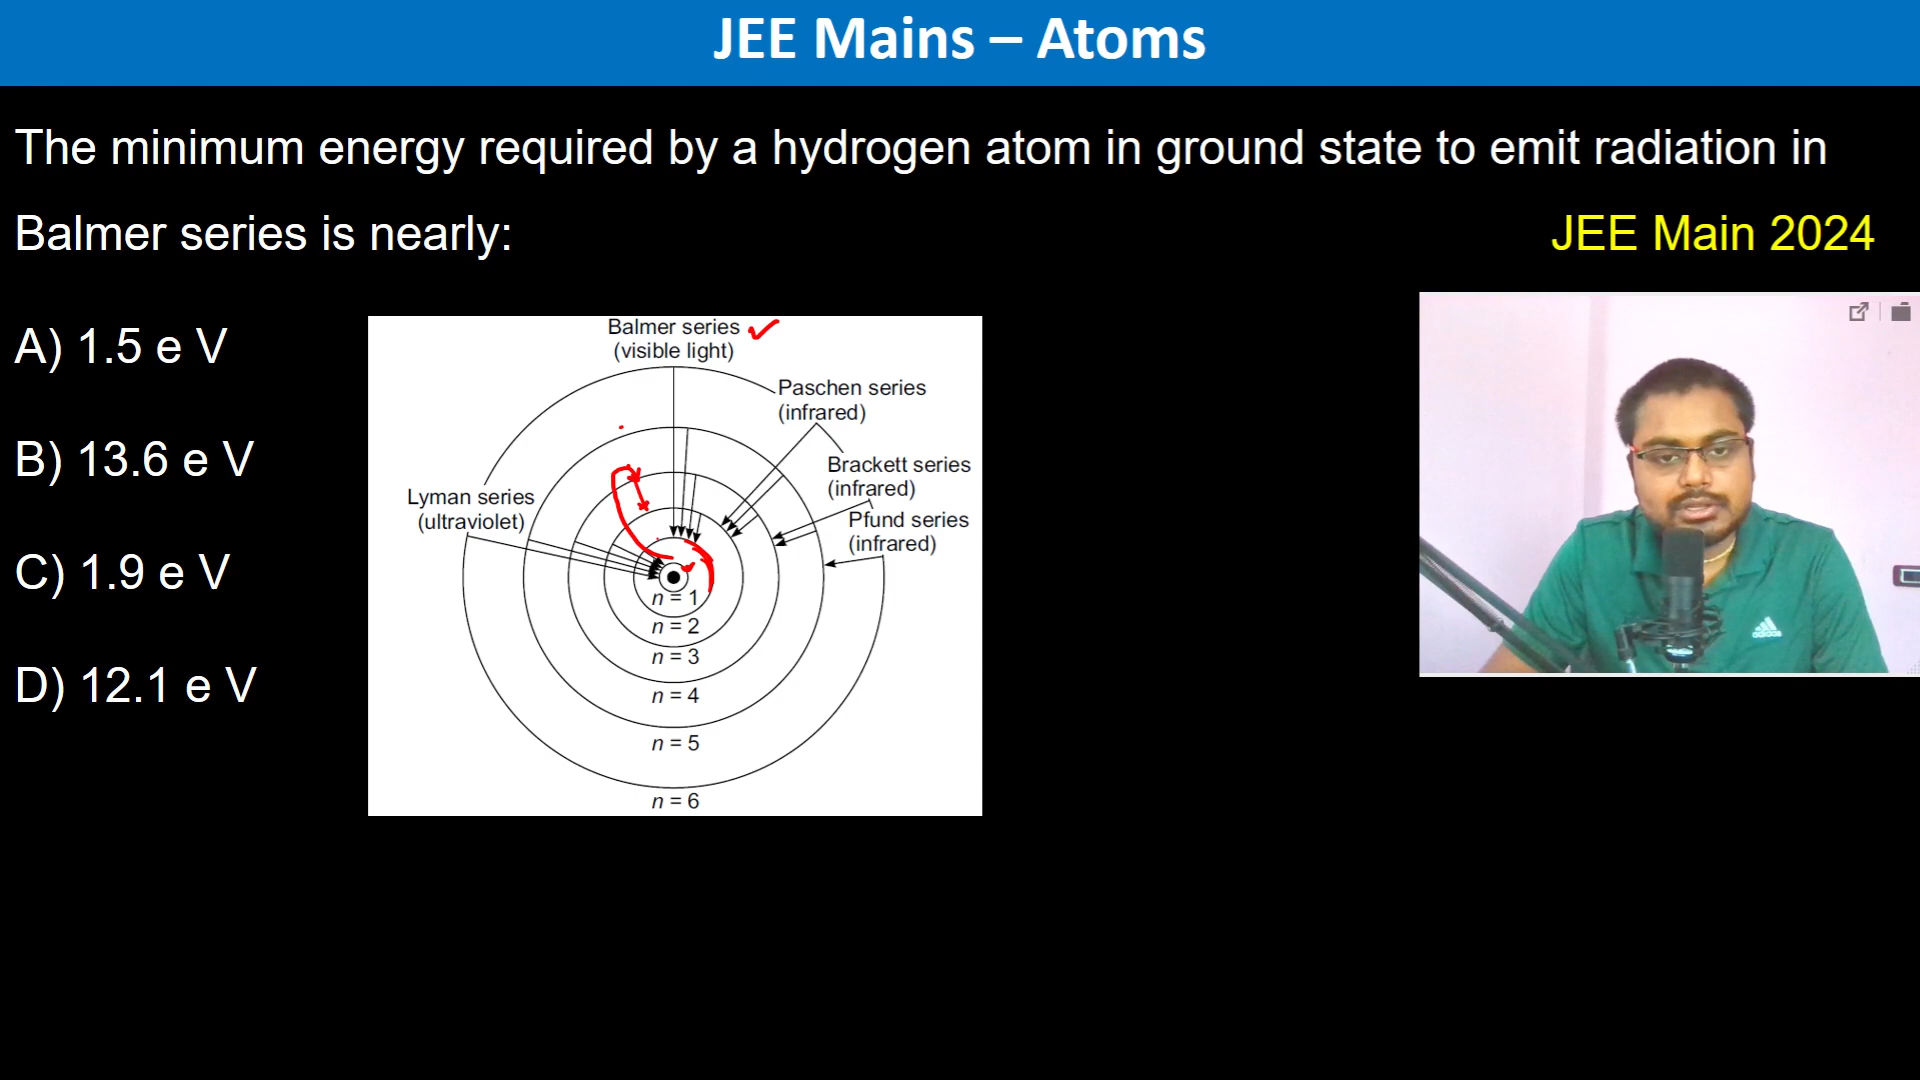 JEE Mains – Atoms
The minimum energy required by a hydrogen atom in ground state to emit radiation in
Balmer series is nearly:
JEE Main 2024
A) 1.5 e V
B) 13.6 e V
C) 1.9 e V
D) 12.1 e V
Balmer series
(visible light)
Paschen series
(infrared)
Brackett series
(infrared)
Pfund series
(infrared)
Lyman series
(ultraviolet)
n = 1
n = 2
n = 3
n = 4
n = 5
n = 6
adidas